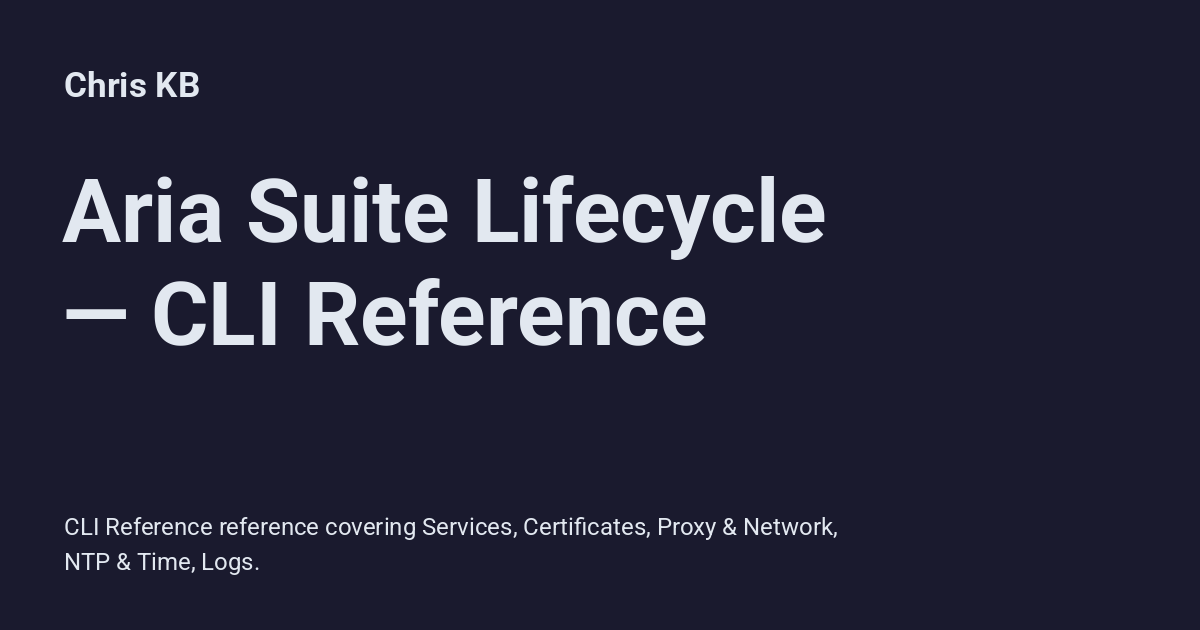 Chris KB
Aria Suite Lifecycle
— CLI Reference
CLI Reference reference covering Services, Certificates, Proxy & Network,
NTP & Time, Logs.